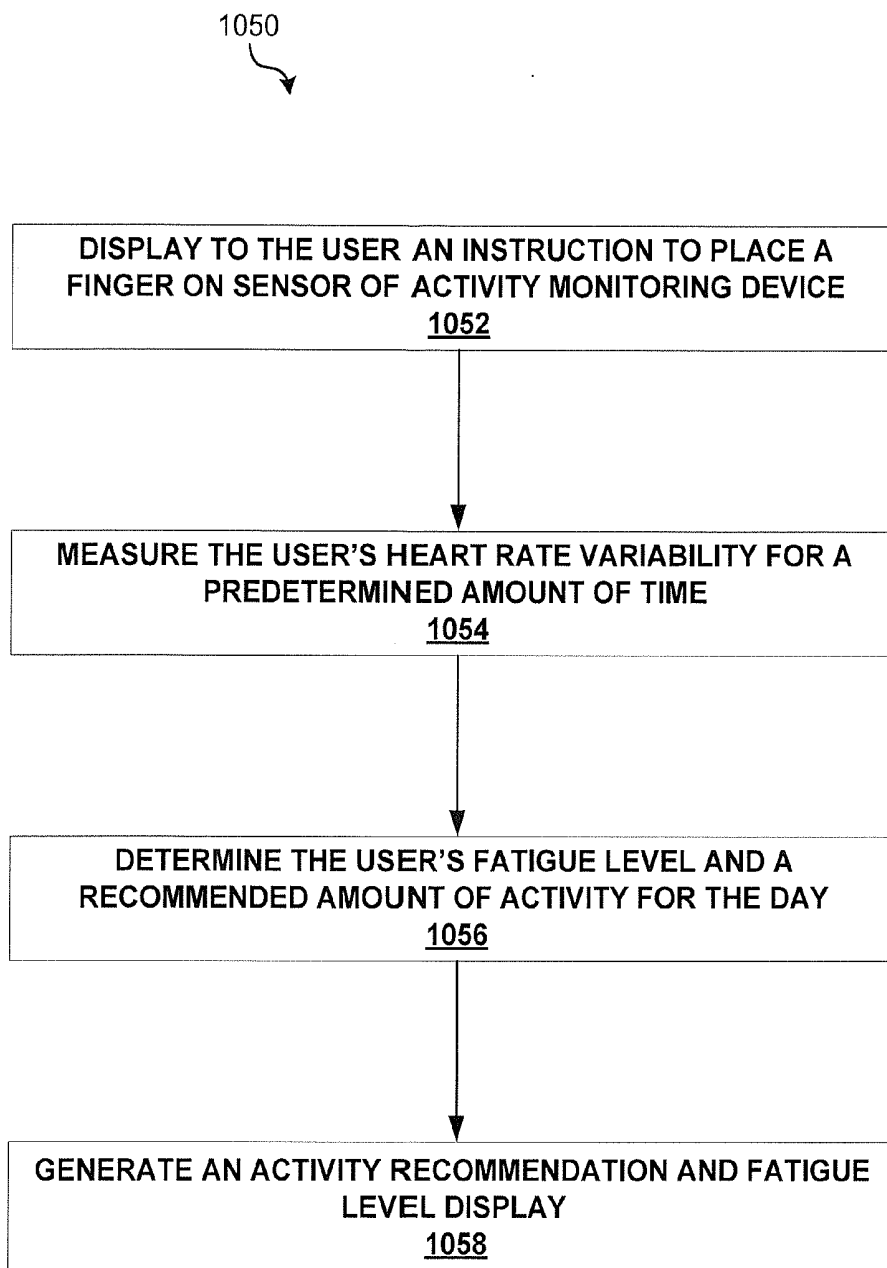 1050
DISPLAY TO THE USER AN INSTRUCTION TO PLACE A
FINGER ON SENSOR OF ACTIVITY MONITORING DEVICE
1052
MEASURE THE USER'S HEART RATE VARIABILITY FOR A
PREDETERMINED AMOUNT OF TIME
1054
DETERMINE THE USER'S FATIGUE LEVEL AND A
RECOMMENDED AMOUNT OF ACTIVITY FOR THE DAY
1056
GENERATE AN ACTIVITY RECOMMENDATION AND FATIGUE
LEVEL DISPLAY
1058